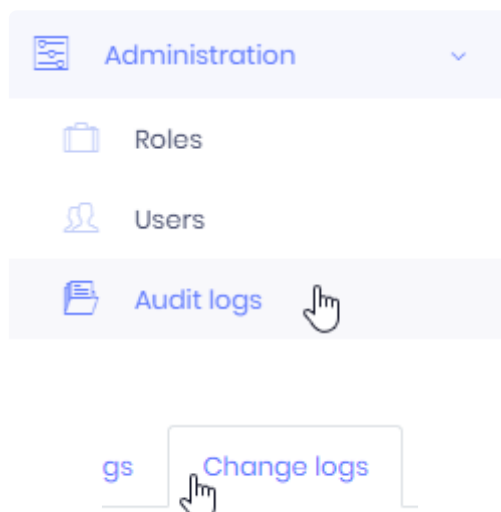 Administration
Roles
Users
Audit logs
gs Change logs